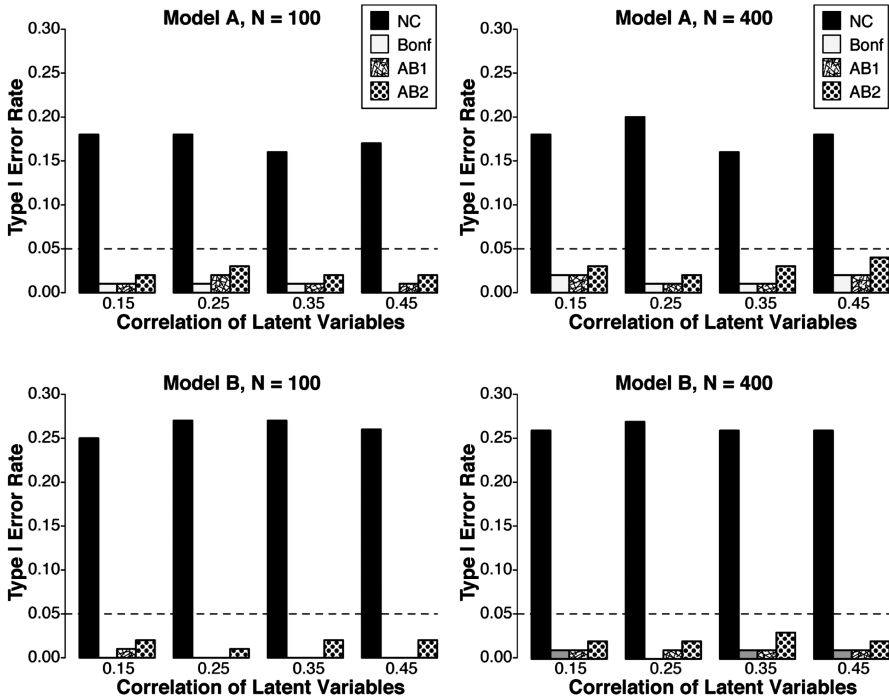 Model A, N = 100
NC
Bonf
AB1
AB2
Type I Error Rate
0.30
0.25
0.20
0.15
0.10
0.05
0.00
0.15 0.25 0.35 0.45
Correlation of Latent Variables
Model A, N = 400
NC
Bonf
AB1
AB2
Type I Error Rate
0.30
0.25
0.20
0.15
0.10
0.05
0.00
0.15 0.25 0.35 0.45
Correlation of Latent Variables
Model B, N = 100
Type I Error Rate
0.30
0.25
0.20
0.15
0.10
0.05
0.00
0.15 0.25 0.35 0.45
Correlation of Latent Variables
Model B, N = 400
Type I Error Rate
0.30
0.25
0.20
0.15
0.10
0.05
0.00
0.15 0.25 0.35 0.45
Correlation of Latent Variables